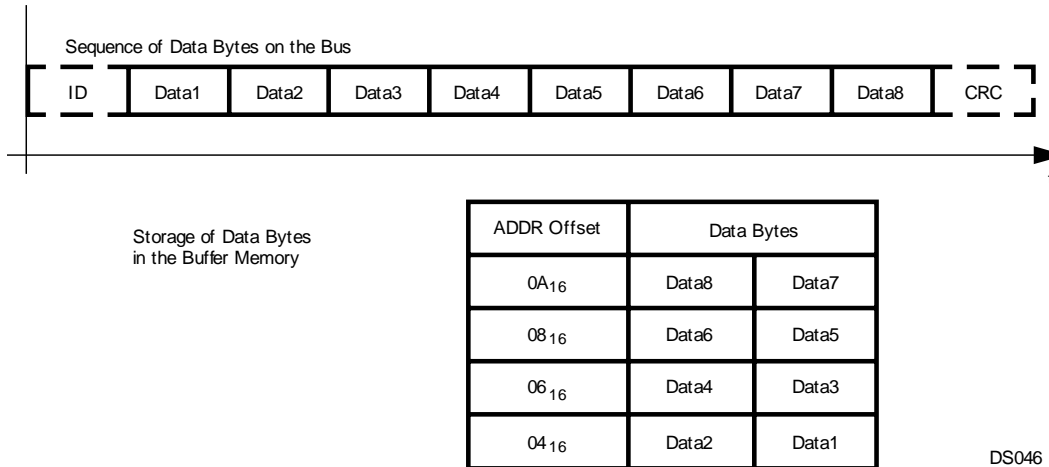 Sequence of Data Bytes on the Bus
ID Data1 Data2 Data3 Data4 Data5 Data6 Data7 Data8 CRC
Storage of Data Bytes
in the Buffer Memory
ADDR Offset Data Bytes
0A16 Data8 Data7
0816 Data6 Data5
0616 Data4 Data3
0416 Data2 Data1
DS046